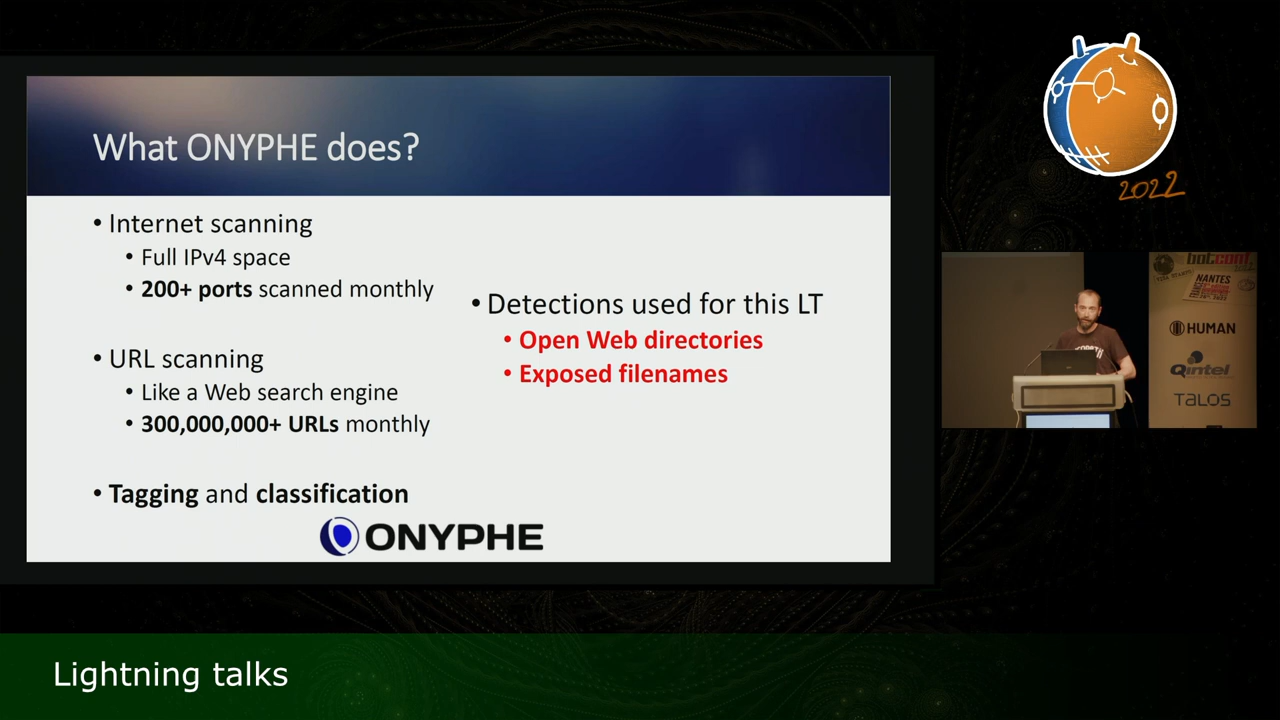 What ONYPHE does?
• Internet scanning
• Full IPv4 space
• 200+ ports scanned monthly
• URL scanning
• Like a Web search engine
• 300,000,000+ URLs monthly
• Tagging and classification
• Detections used for this LT
• Open Web directories
• Exposed filenames
ONYPHE
2022
botconf
NANTES
HUMAN
Qintel
TALOS
Lightning talks